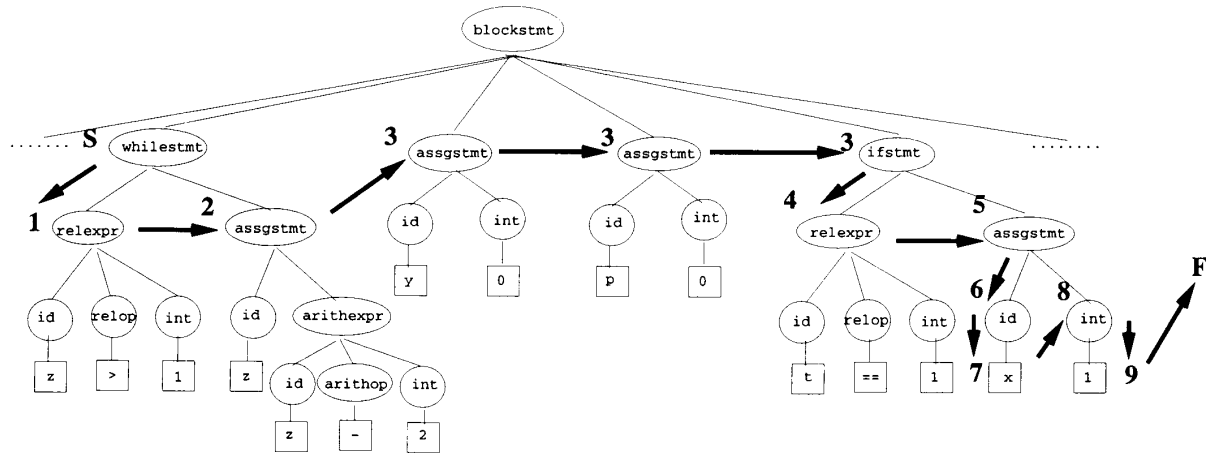 blockstmt
....... S whilestmt 3 assgstmt 3 assgstmt 3 ifstmt .......
1 relexpr 2 assgstmt id int id int 4 relexpr 5 assgstmt
y 0 p 0 F
id relop int id arithexpr id relop int 6 id 8 int
z > 1 z t == 1 7 x 1 9
id arithop int
z - 2